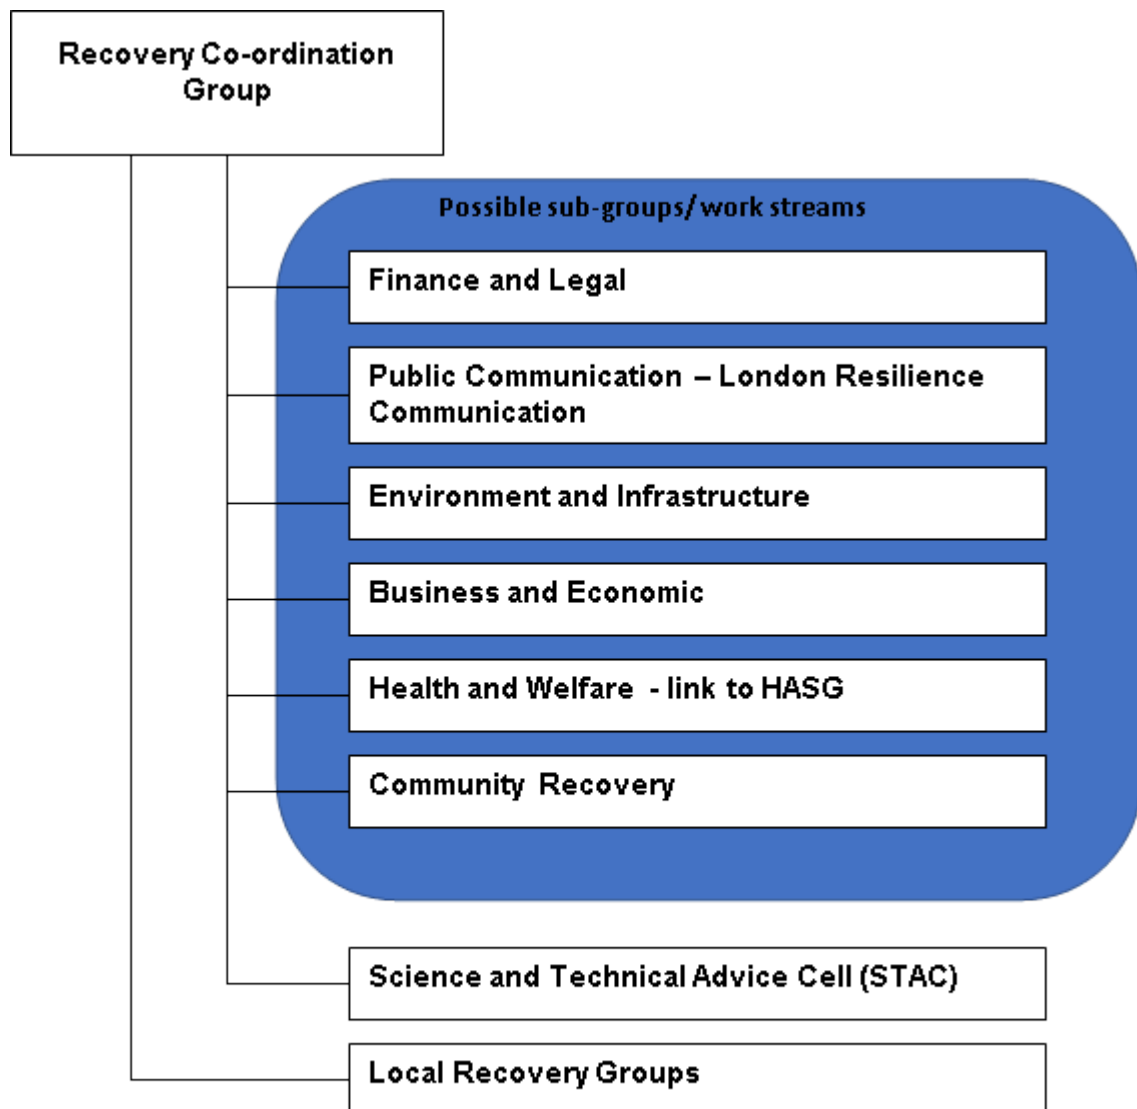 Recovery Co-ordination
Group
Possible sub-groups/ work streams
Finance and Legal
Public Communication – London Resilience
Communication
Environment and Infrastructure
Business and Economic
Health and Welfare - link to HASG
Community Recovery
Science and Technical Advice Cell (STAC)
Local Recovery Groups